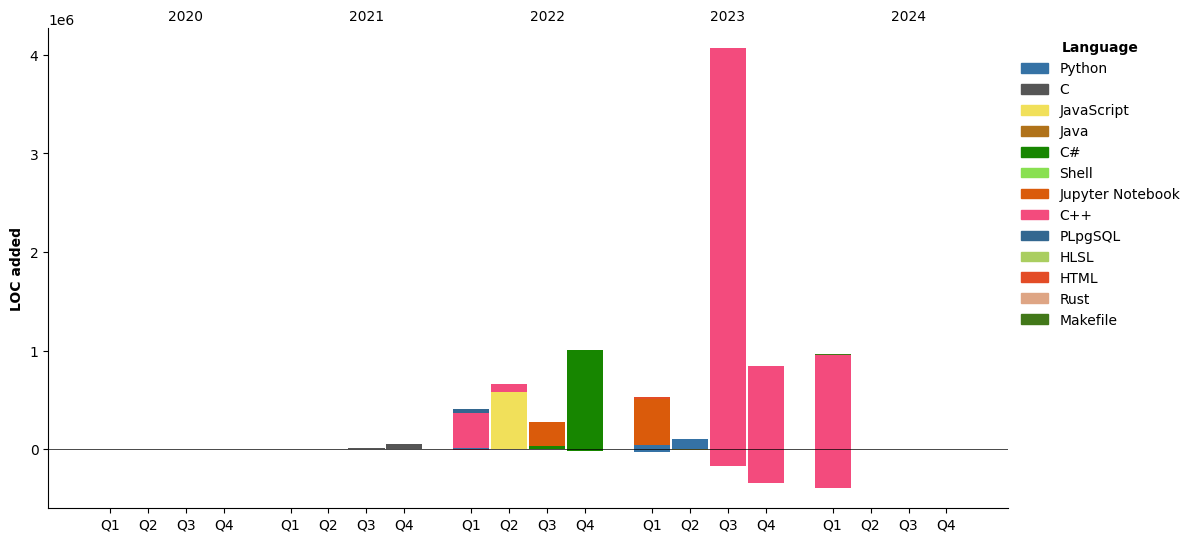 1e6
2020 2021 2022 2023 2024
4
3
2
1
0
LOC added
Q1 Q2 Q3 Q4 Q1 Q2 Q3 Q4 Q1 Q2 Q3 Q4 Q1 Q2 Q3 Q4 Q1 Q2 Q3 Q4
Language
Python
C
JavaScript
Java
C#
Shell
Jupyter Notebook
C++
PLpgSQL
HLSL
HTML
Rust
Makefile